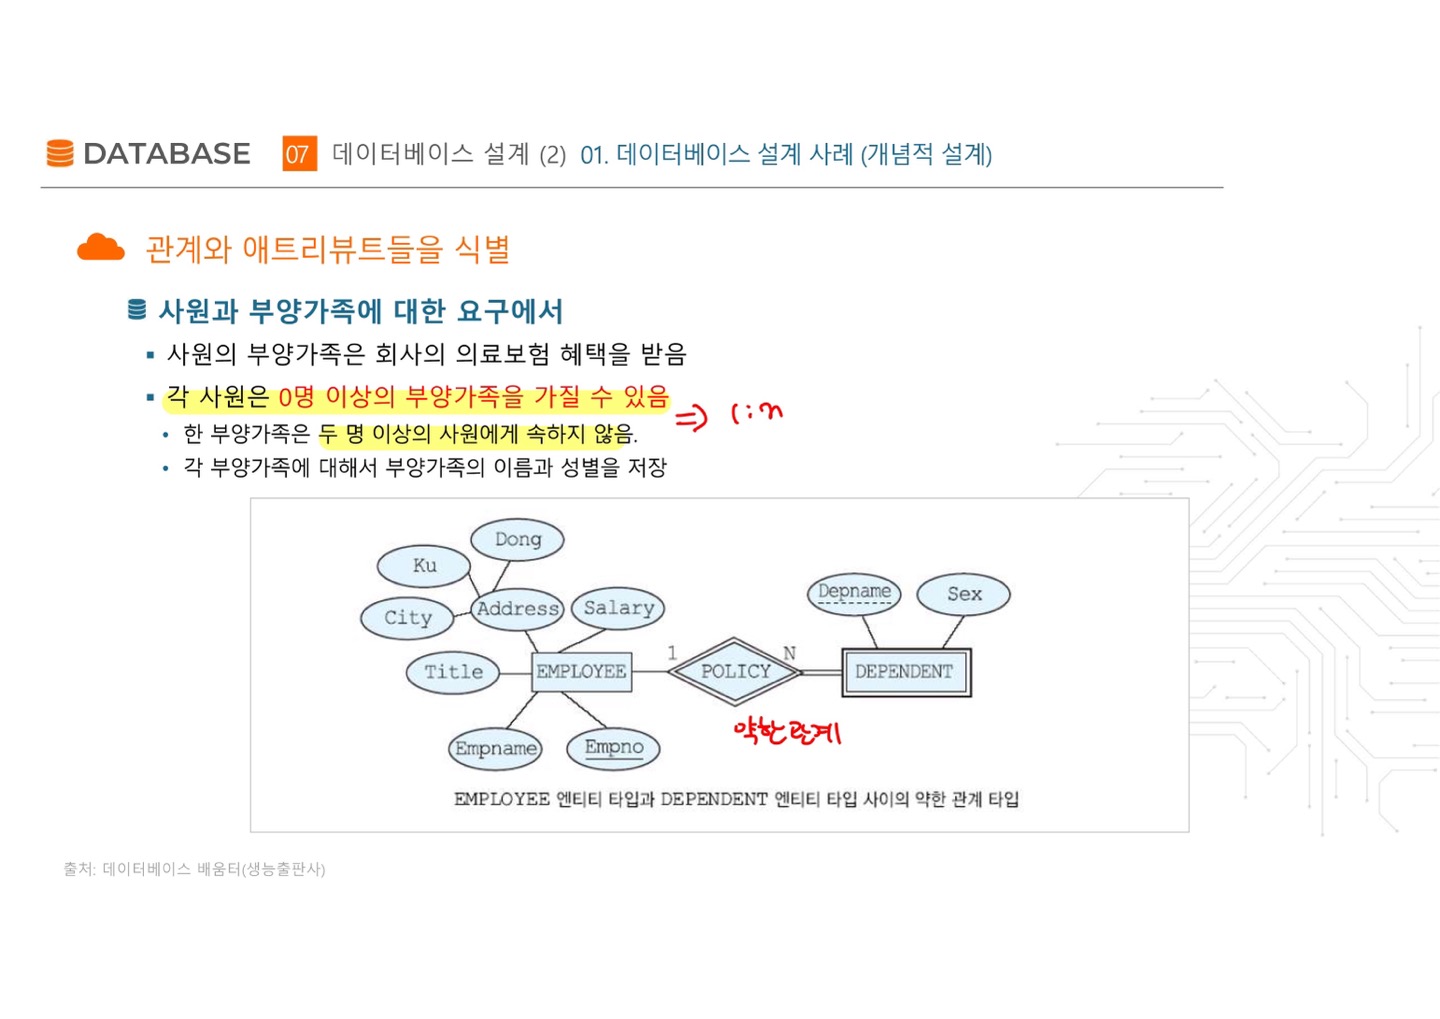 DATABASE 07 데이터베이스 설계 (2) 01. 데이터베이스 설계 사례 (개념적 설계)
관계와 애트리뷰트들을 식별
사원과 부양가족에 대한 요구에서
사원의 부양가족은 회사의 의료보험 혜택을 받음
각 사원은 0명 이상의 부양가족을 가질 수 있음
⇒ 1:n
한 부양가족은 두 명 이상의 사원에게 속하지 않음.
각 부양가족에 대해서 부양가족의 이름과 성별을 저장
Dong
Ku
City
Address
Salary
Depname
Sex
Title
EMPLOYEE
1
POLICY
N
DEPENDENT
약한관계
Empname
Empno
EMPLOYEE 엔티티 타입과 DEPENDENT 엔티티 타입 사이의 약한 관계 타입
출처: 데이터베이스 배움터(생능출판사)